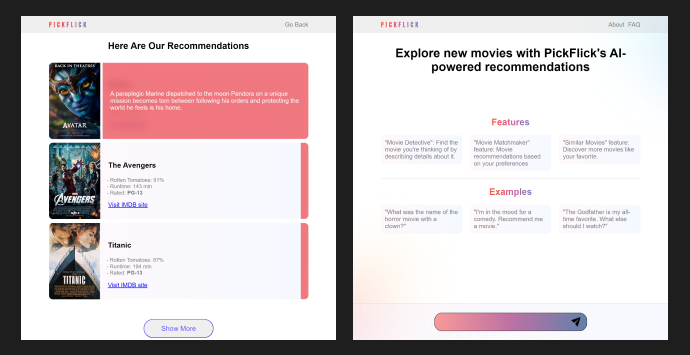 PICKFLICK
Go Back
Here Are Our Recommendations
BACK IN THEATRES
AVATAR
A paraplegic Marine dispatched to the moon Pandora on a unique
mission becomes torn between following his orders and protecting the
world he feels is his home.
AVENGERS
The Avengers
- Rotten Tomatoes: 91%
- Runtime: 143 min
- Rated: PG-13
Visit IMDB site
TITANIC
Titanic
- Rotten Tomatoes: 87%
- Runtime: 194 min
- Rated: PG-13
Visit IMDB site
Show More
PICKFLICK
About FAQ
Explore new movies with PickFlick's AI-
powered recommendations
Features
"Movie Detective": Find the
movie you're thinking of by
describing details about it.
"Movie Matchmaker"
feature: Movie
recommendations based
on your preferences
"Similar Movies" feature:
Discover more movies like
your favorite.
Examples
"What was the name of the
horror movie with a
clown?"
"I'm in the mood for a
comedy. Recommend me
a movie."
"The Godfather is my all-
time favorite. What else
should I watch?"